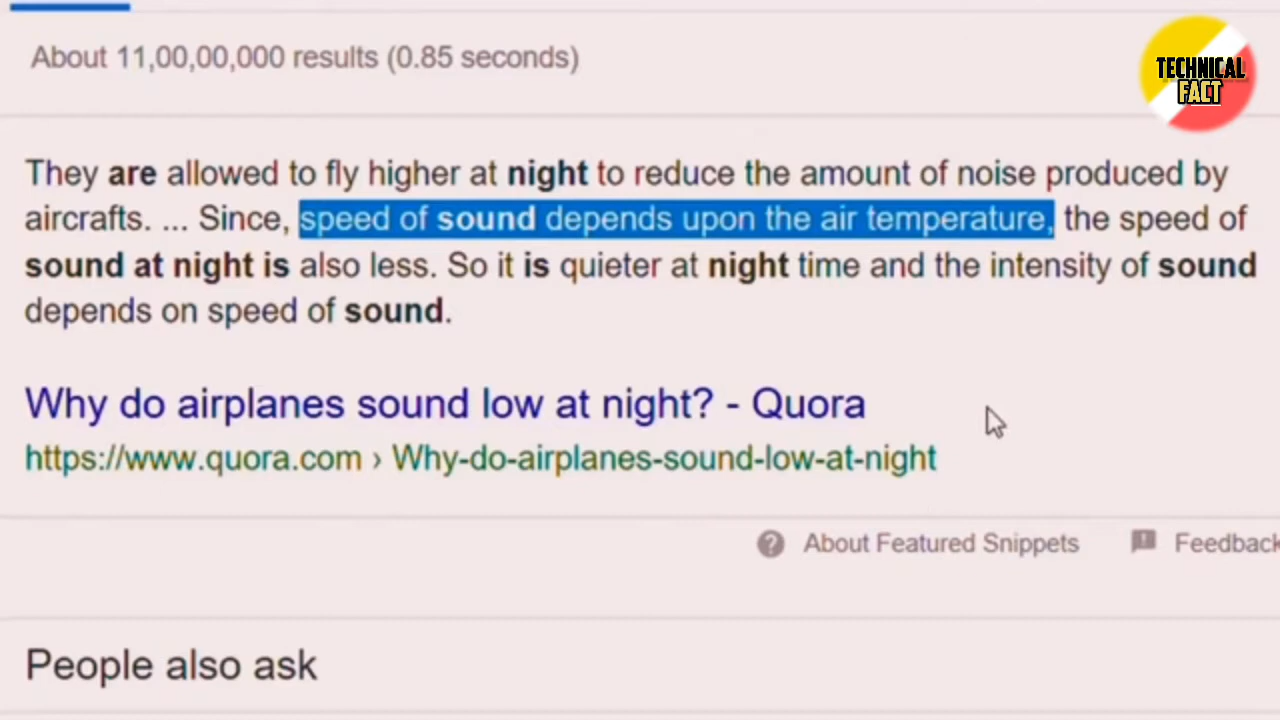 About 11,00,00,000 results (0.85 seconds)
TECHNICAL
FACT
They are allowed to fly higher at night to reduce the amount of noise produced by
aircrafts. ... Since, speed of sound depends upon the air temperature, the speed of
sound at night is also less. So it is quieter at night time and the intensity of sound
depends on speed of sound.
Why do airplanes sound low at night? - Quora
https://www.quora.com › Why-do-airplanes-sound-low-at-night
About Featured Snippets
Feedback
People also ask